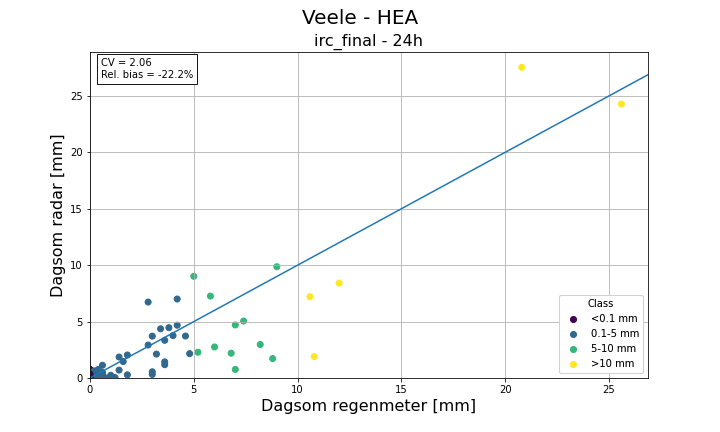 Veele - HEA
irc_final - 24h
CV = 2.06
Rel. bias = -22.2%
Dagsom radar [mm]
25
20
15
10
5
0
0 5 10 15 20 25
Dagsom regenmeter [mm]
Class
<0.1 mm
0.1-5 mm
5-10 mm
>10 mm